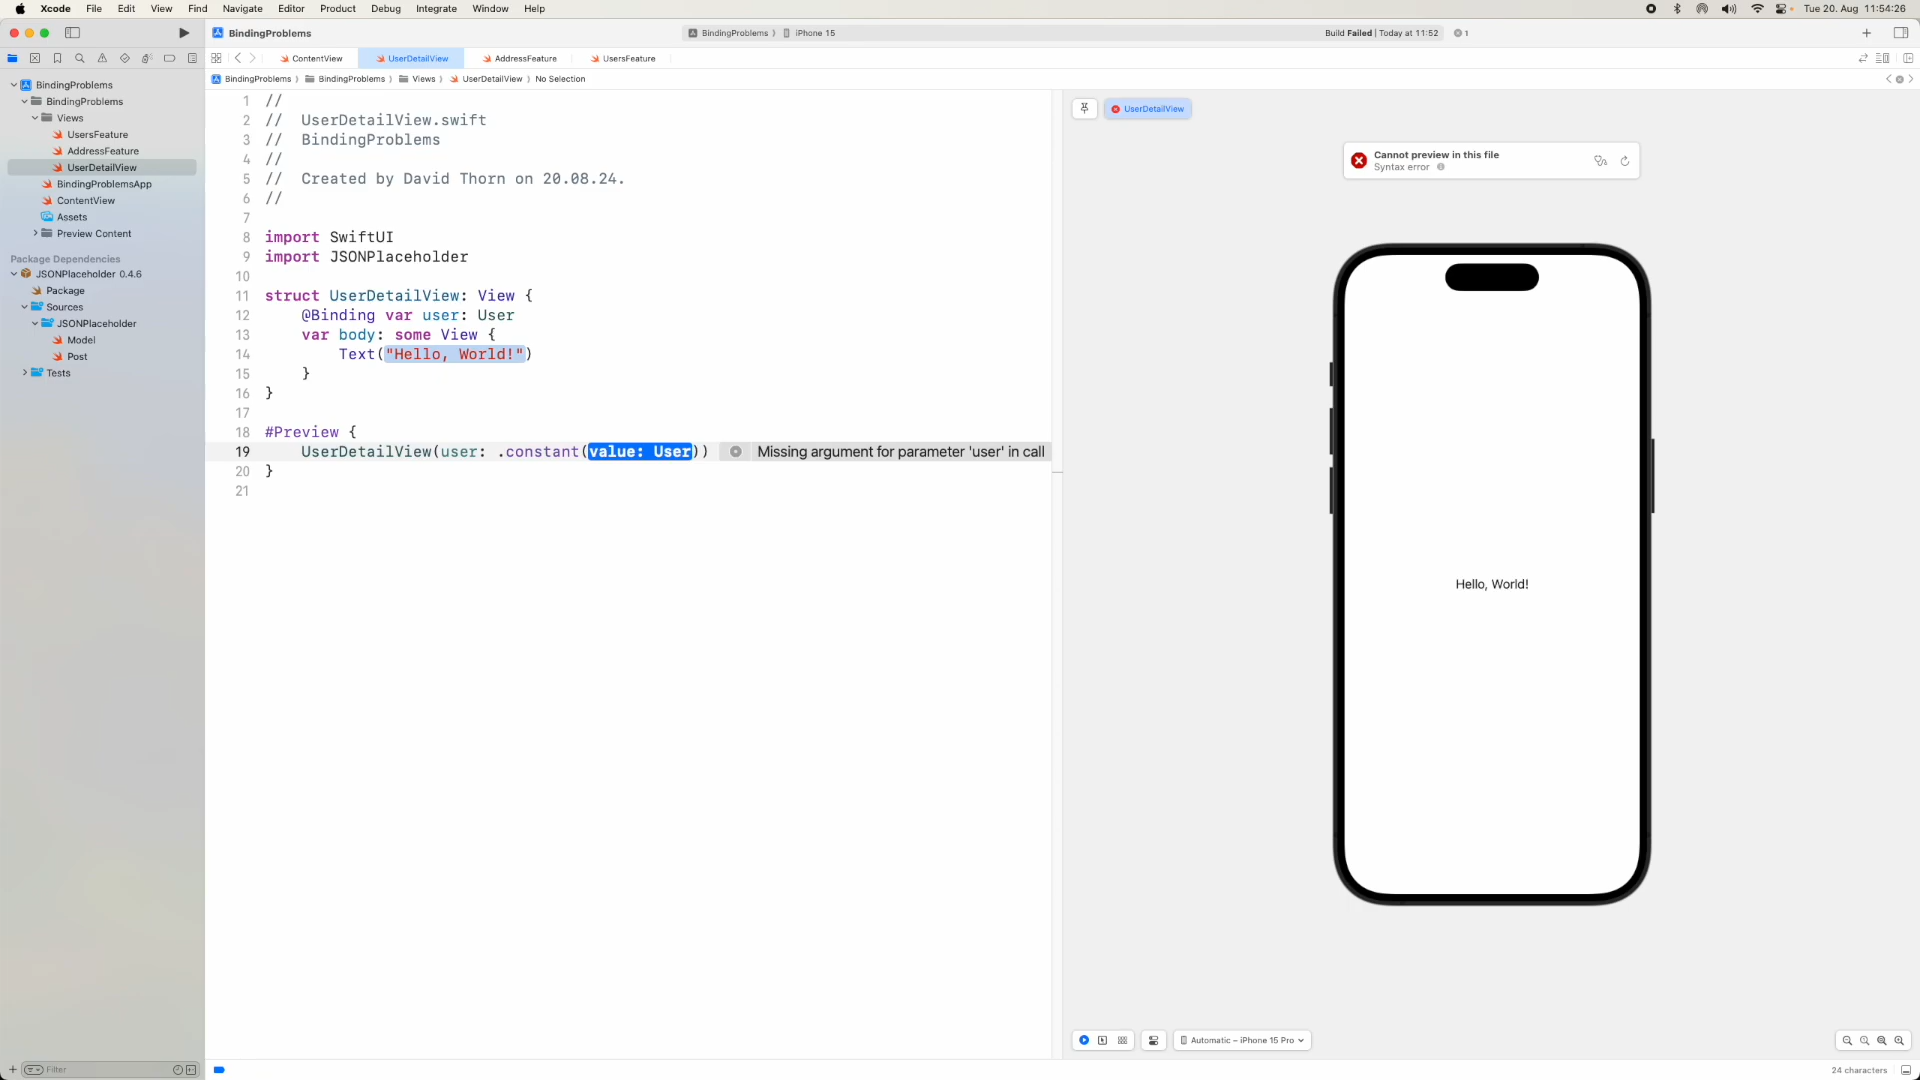 Xcode File Edit View Find Navigate Editor Product Debug Integrate Window Help
Tue 20. Aug 11:54:26
BindingProblems
BindingProblems › iPhone 15
Build Failed | Today at 11:52
1
ContentView
UserDetailView
AddressFeature
UsersFeature
BindingProblems › BindingProblems › Views › UserDetailView › No Selection
BindingProblems
BindingProblems
Views
UsersFeature
AddressFeature
UserDetailView
BindingProblemsApp
ContentView
Assets
Preview Content
Package Dependencies
JSONPlaceholder 0.4.6
Package
Sources
JSONPlaceholder
Model
Post
Tests
Filter
1 //
2 // UserDetailView.swift
3 // BindingProblems
4 //
5 // Created by David Thorn on 20.08.24.
6 //
7
8 import SwiftUI
9 import JSONPlaceholder
10
11 struct UserDetailView: View {
12 @Binding var user: User
13 var body: some View {
14 Text("Hello, World!")
15 }
16 }
17
18 #Preview {
19 UserDetailView(user: .constant(value: User)) Missing argument for parameter 'user' in call
20 }
21
UserDetailView
Cannot preview in this file
Syntax error
Hello, World!
Automatic – iPhone 15 Pro
24 characters